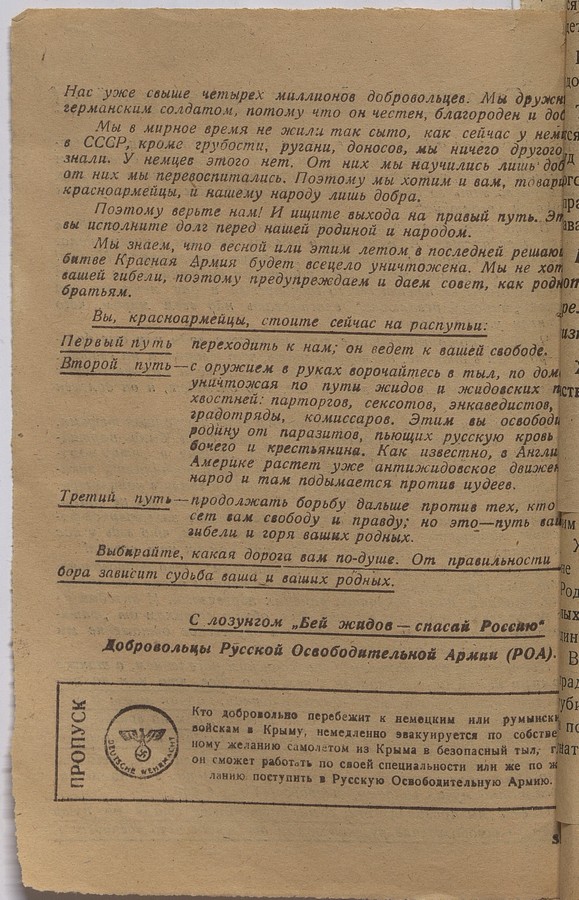 Нас уже свыше четырех миллионов добровольцев. Мы дружн
германским солдатом, потому что он честен, благороден и доб
Мы в мирное время не жили так сыто, как сейчас у немц
в СССР, кроме грубости, ругани, доносов, мы ничего другого
знали. У немцев этого нет. От них мы научились лишь доб
от них мы перевоспитались. Поэтому мы хотим и вам, товари
красноармейцы, и нашему народу лишь добра.
Поэтому верьте нам! И ищите выхода на правый путь. Эт
вы исполните долг перед нашей родиной и народом.
Мы знаем, что весной или этим летом в последней решаю
битве Красная Армия будет всецело уничтожена. Мы не хот
вашей гибели, поэтому предупреждаем и даем совет, как родн
братьям.
Вы, красноармейцы, стоите сейчас на распутьи:
Первый путь переходить к нам; он ведет к вашей свободе.
Второй путь—с оружием в руках ворочайтесь в тыл, по дом
уничтожая по пути жидов и жидовских п
хвостней: парторгов, сексотов, энкаведистов,
градотряды, комиссаров. Этим вы освободи
родину от паразитов, пьющих русскую кровь
бочего и крестьянина. Как известно, в Англи
Америке растет уже антижидовское движен
народ и там подымается против иудеев.
Третий путь—продолжать борьбу дальше против тех, кто
сет вам свободу и правду; но это—путь ваш
гибели и горя ваших родных.
Выбирайте, какая дорога вам по-душе. От правильности
бора зависит судьба ваша и ваших родных.
С лозунгом „Бей жидов — спасай Россию"
Добровольцы Русской Освободительной Армии (РОА).
ПРОПУСК
DEUTSCHE WEHRMACHT
Кто добровольно перебежит к немецким или румынски
войскам в Крыму, немедленно эвакуируется по собстве
ному желанию самолетом из Крыма в безопасный тыл, г
он сможет работать по своей специальности или же по ж
ланию поступить в Русскую Освободительную Армию.